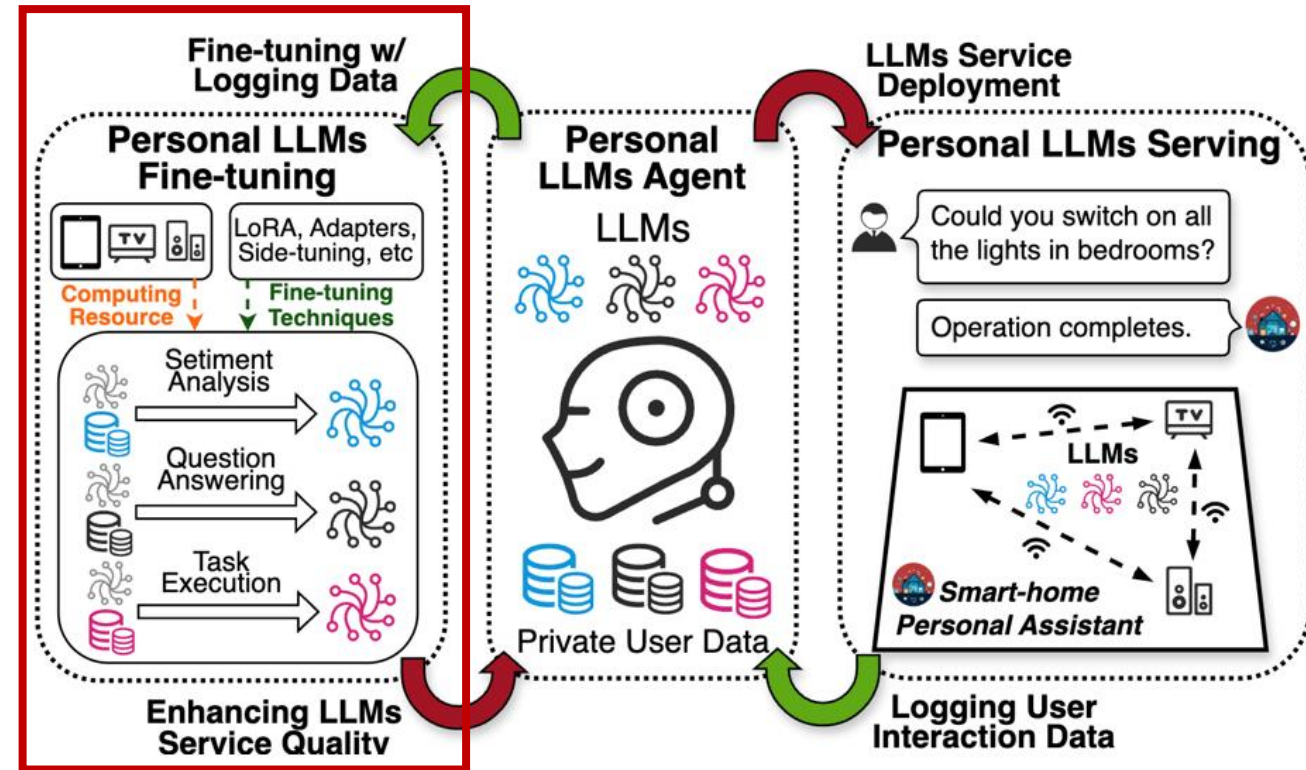 Fine-tuning w/
Logging Data
Personal LLMs
Fine-tuning
TV
LoRA, Adapters,
Side-tuning, etc
Computing
Resource
Fine-tuning
Techniques
Setiment
Analysis
Question
Answering
Task
Execution
Enhancing LLMs
Service Quality
Personal
LLMs Agent
LLMs
Private User Data
LLMs Service
Deployment
Personal LLMs Serving
Could you switch on all
the lights in bedrooms?
Operation completes.
TV
LLMs
Smart-home
Personal Assistant
Logging User
Interaction Data